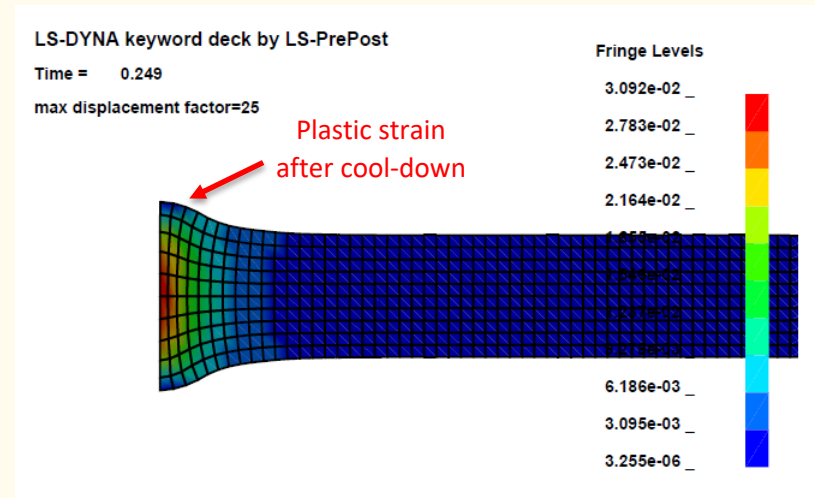 LS-DYNA keyword deck by LS-PrePost
Time = 0.249
max displacement factor=25
Plastic strain
after cool-down
Fringe Levels
3.092e-02 _
2.783e-02 _
2.473e-02 _
2.164e-02 _
6.186e-03 _
3.095e-03 _
3.255e-06 _